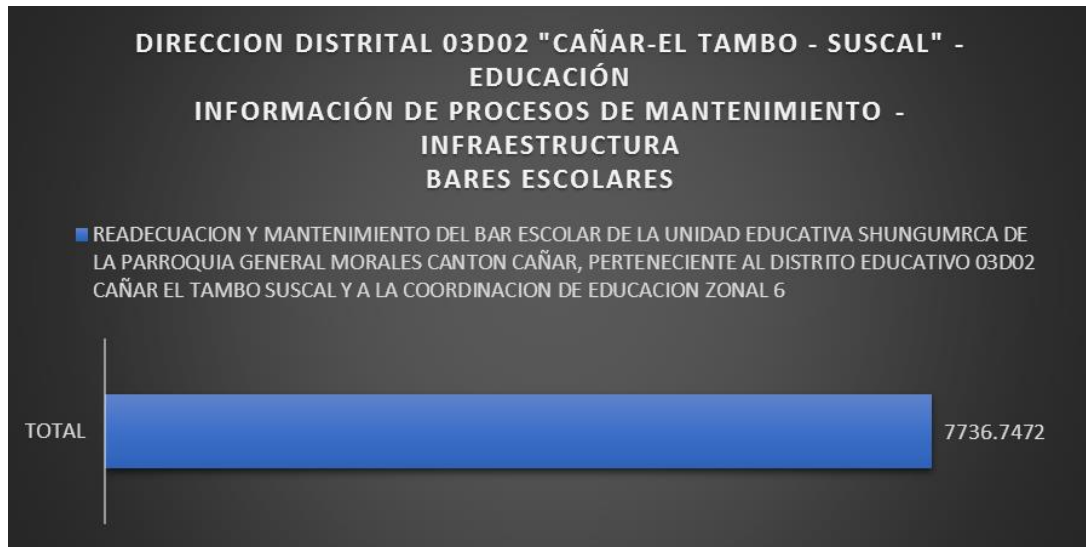 DIRECCION DISTRITAL 03D02 "CAÑAR-EL TAMBO - SUSCAL" -
EDUCACIÓN
INFORMACIÓN DE PROCESOS DE MANTENIMIENTO -
INFRAESTRUCTURA
BARES ESCOLARES
READECUACION Y MANTENIMIENTO DEL BAR ESCOLAR DE LA UNIDAD EDUCATIVA SHUNGUMRCA DE
LA PARROQUIA GENERAL MORALES CANTON CAÑAR, PERTENECIENTE AL DISTRITO EDUCATIVO 03D02
CAÑAR EL TAMBO SUSCAL Y A LA COORDINACION DE EDUCACION ZONAL 6
TOTAL
7736.7472